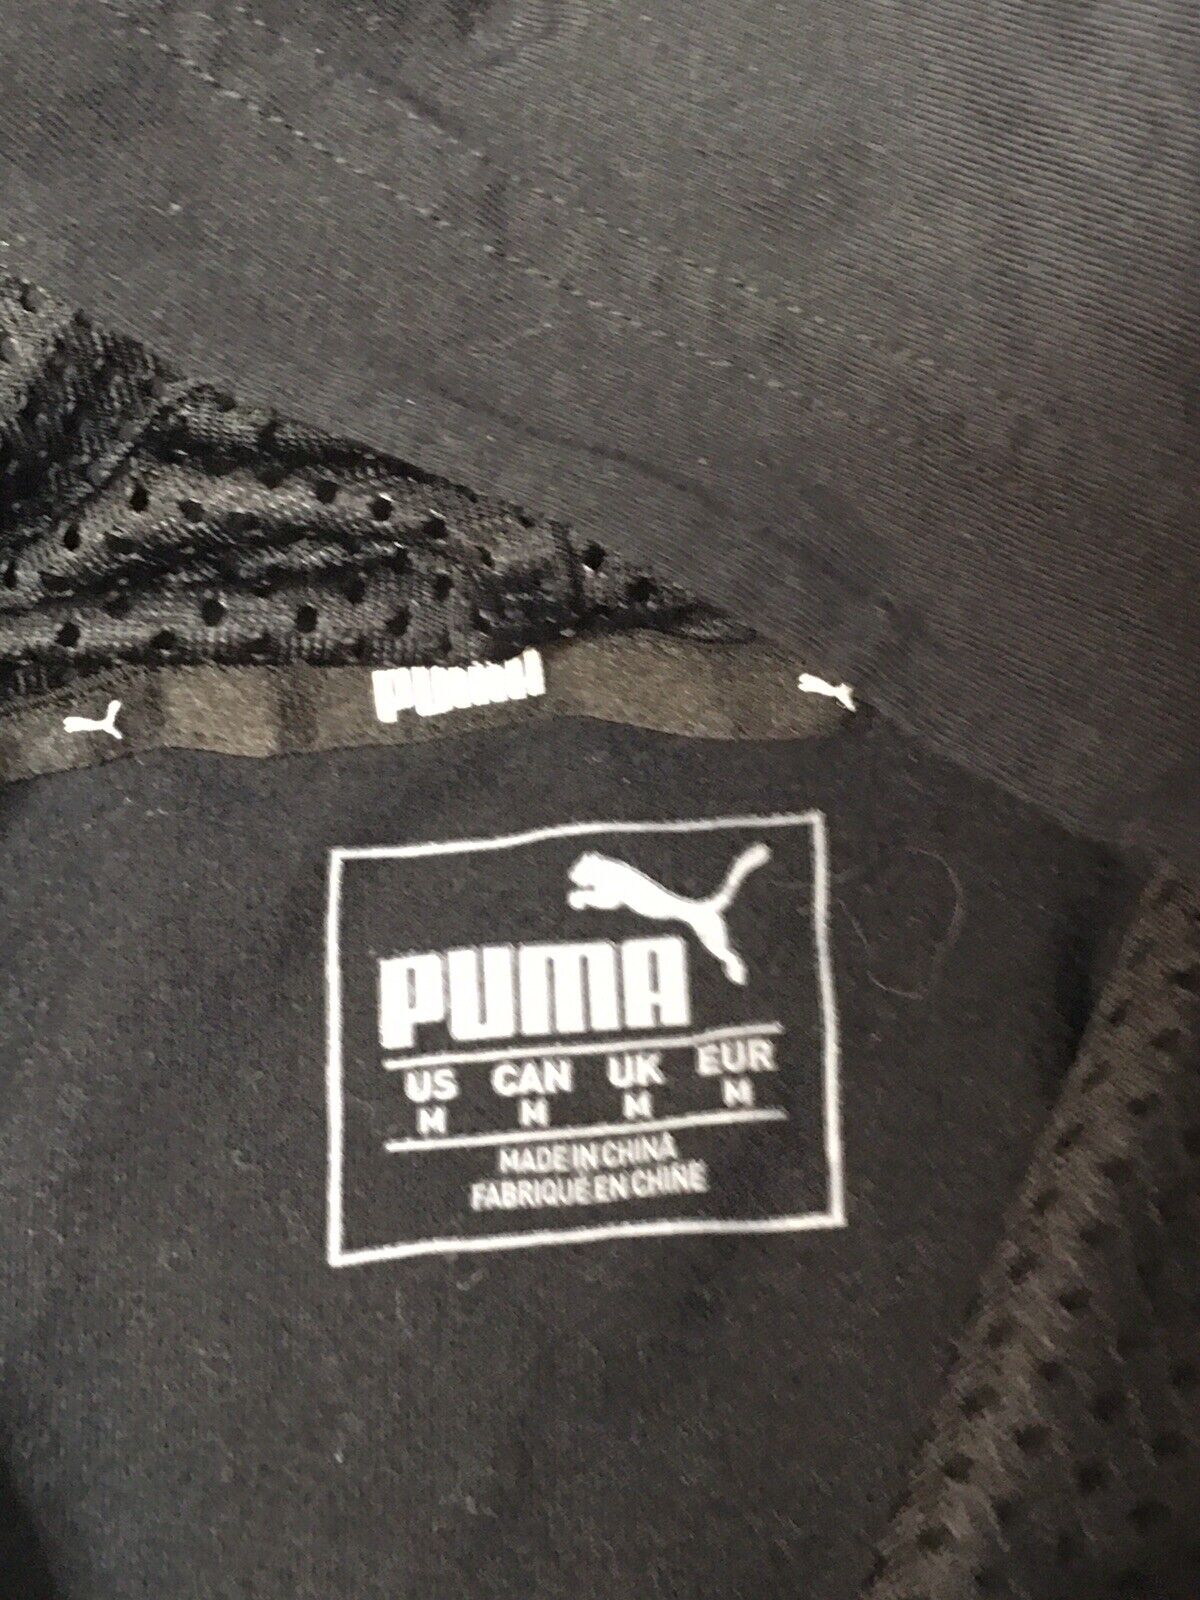 PUMA
PUMA
US CAN UK EUR
M M M M
MADE IN CHINA
FABRIQUÉ EN CHINE